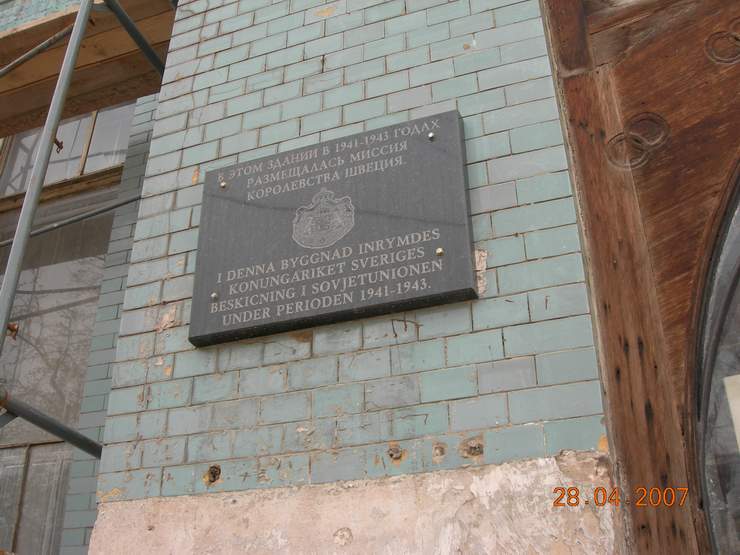 В ЭТОМ ЗДАНИИ В 1941-1943 ГОДАХ
РАЗМЕЩАЛАСЬ МИССИЯ
КОРОЛЕВСТВА ШВЕЦИЯ.
I DENNA BYGGNAD INRYMDES
KONUNGARIKET SVERIGES
BESKICNING I SOVJETUNIONEN
UNDER PERIODEN 1941-1943.
28 04 2007